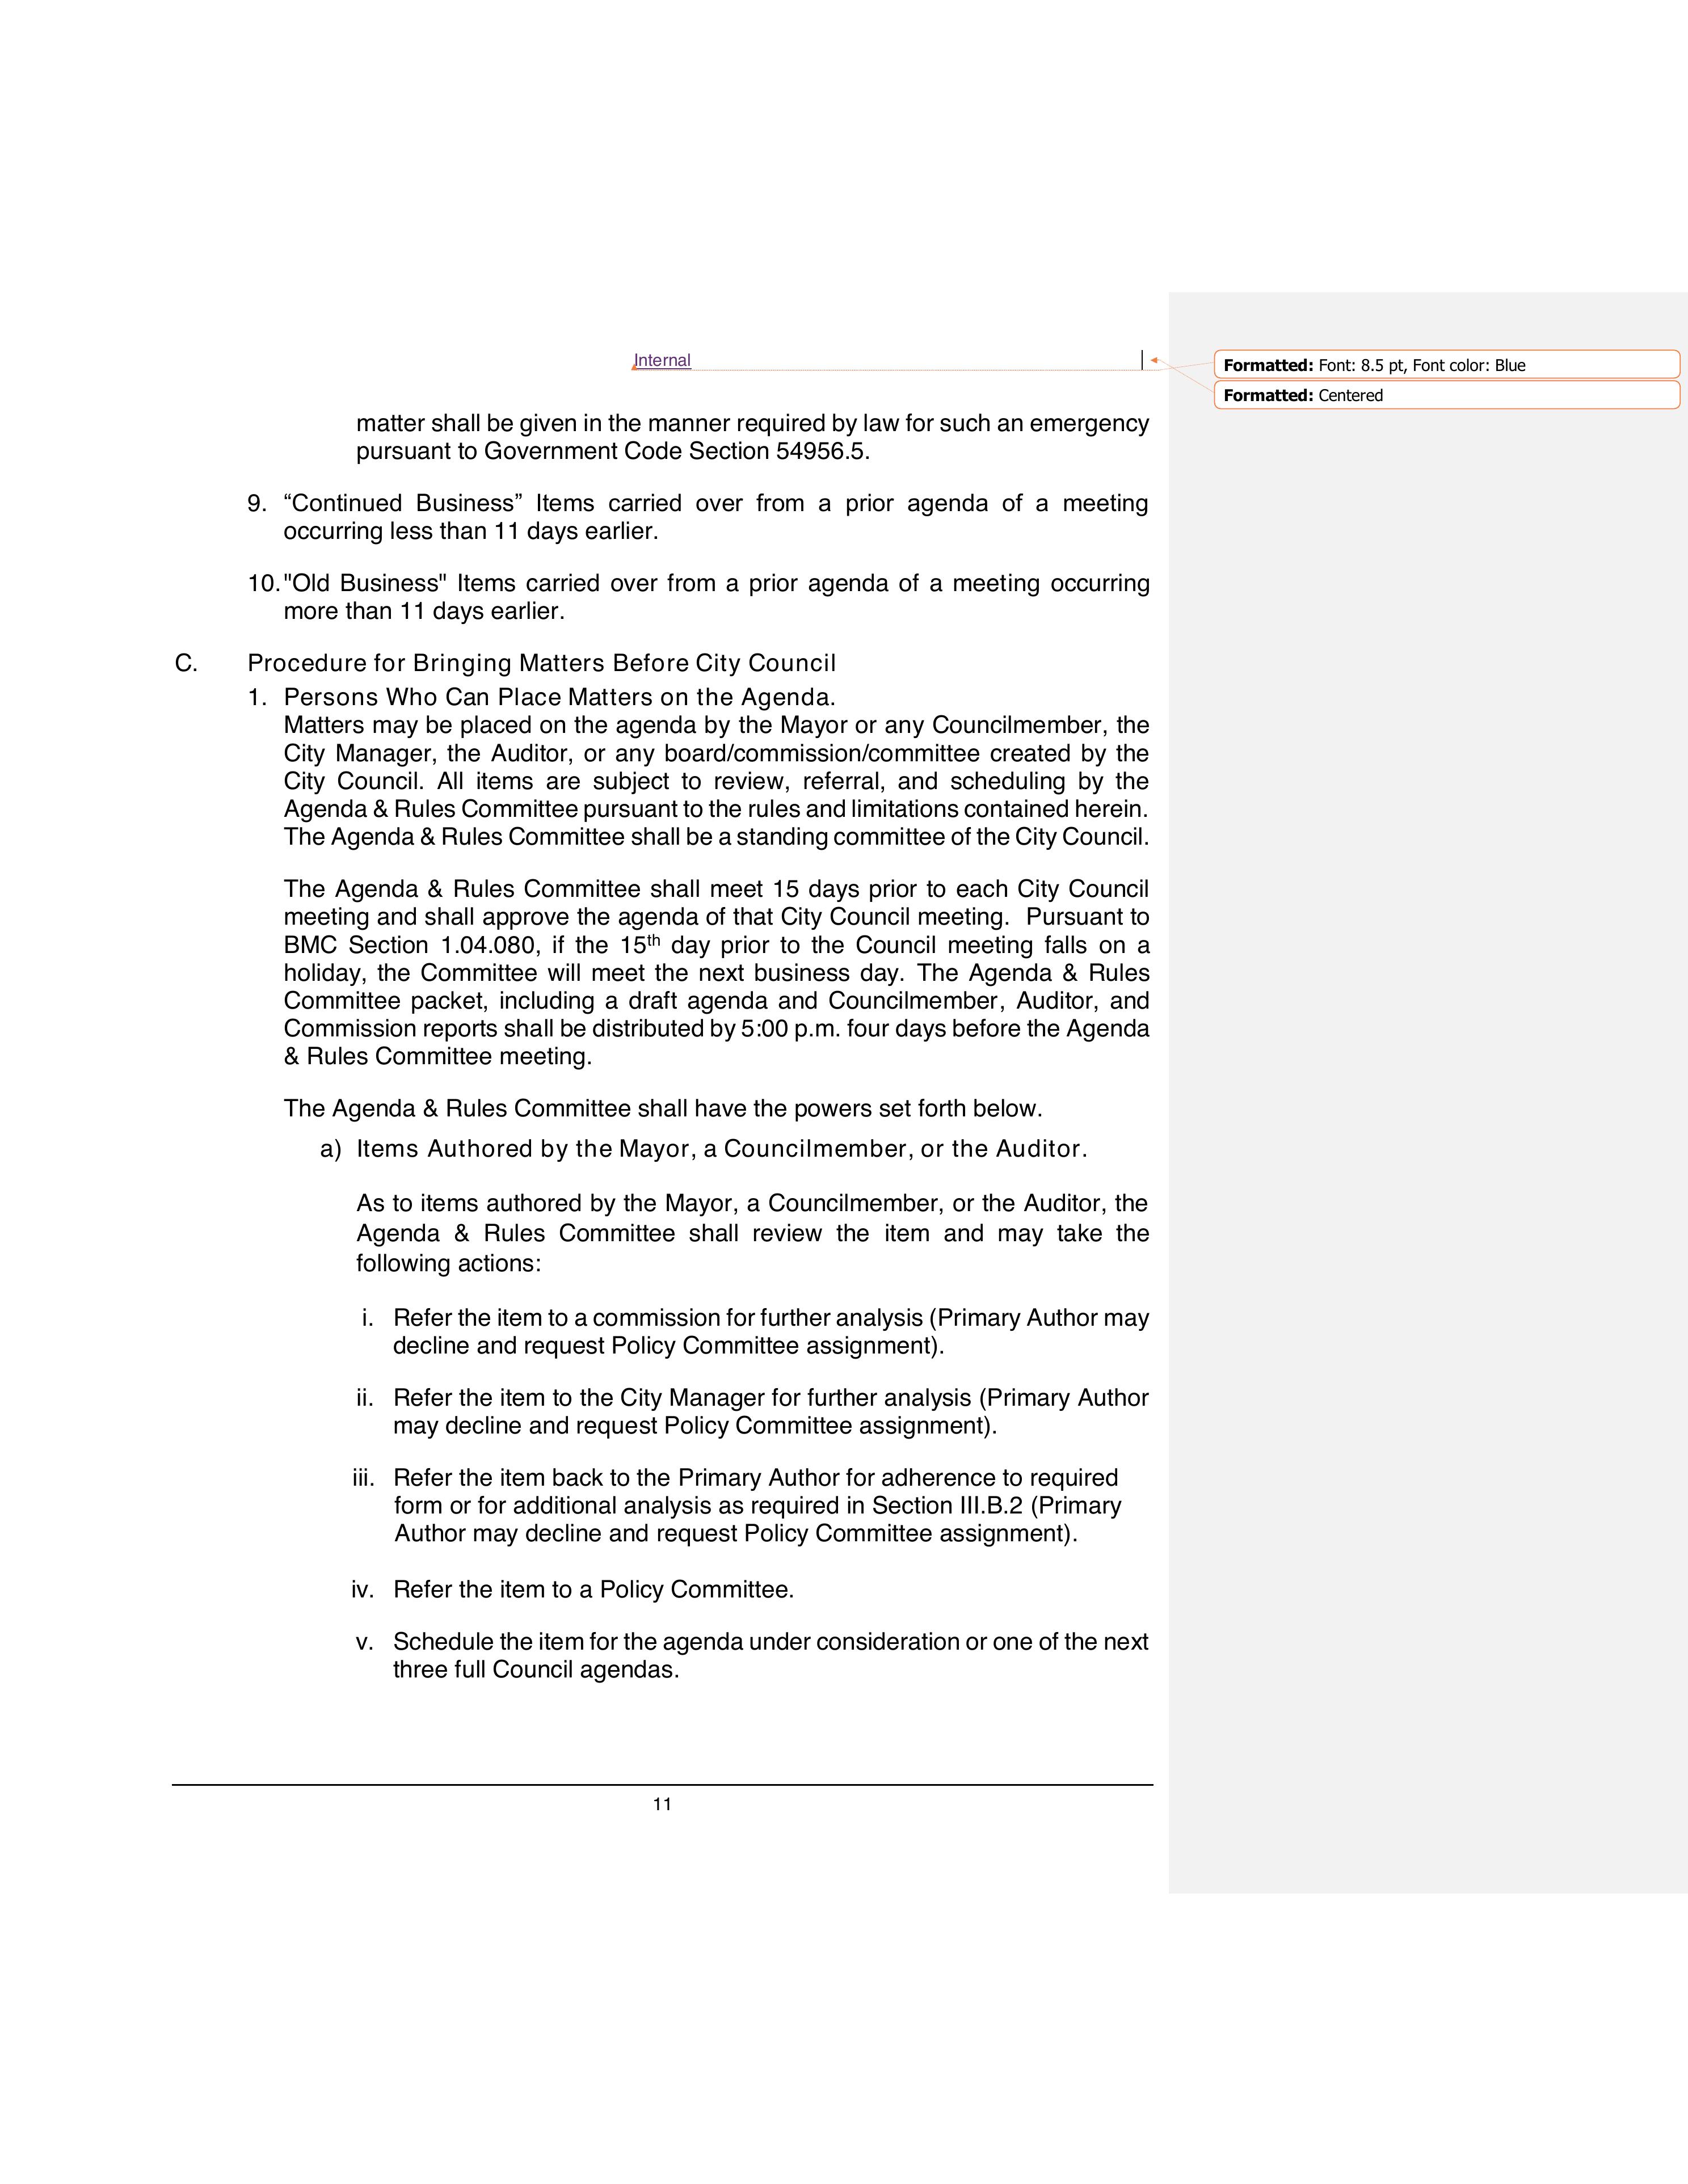 Internal
Formatted: Font: 8.5 pt, Font color: Blue
Formatted: Centered
matter shall be given in the manner required by law for such an emergency
pursuant to Government Code Section 54956.5.
9. “Continued Business” Items carried over from a prior agenda of a meeting
occurring less than 11 days earlier.
10. "Old Business" Items carried over from a prior agenda of a meeting occurring
more than 11 days earlier.
C. Procedure for Bringing Matters Before City Council
1. Persons Who Can Place Matters on the Agenda.
Matters may be placed on the agenda by the Mayor or any Councilmember, the
City Manager, the Auditor, or any board/commission/committee created by the
City Council. All items are subject to review, referral, and scheduling by the
Agenda & Rules Committee pursuant to the rules and limitations contained herein.
The Agenda & Rules Committee shall be a standing committee of the City Council.
The Agenda & Rules Committee shall meet 15 days prior to each City Council
meeting and shall approve the agenda of that City Council meeting. Pursuant to
BMC Section 1.04.080, if the 15th day prior to the Council meeting falls on a
holiday, the Committee will meet the next business day. The Agenda & Rules
Committee packet, including a draft agenda and Councilmember, Auditor, and
Commission reports shall be distributed by 5:00 p.m. four days before the Agenda
& Rules Committee meeting.
The Agenda & Rules Committee shall have the powers set forth below.
a) Items Authored by the Mayor, a Councilmember, or the Auditor.
As to items authored by the Mayor, a Councilmember, or the Auditor, the
Agenda & Rules Committee shall review the item and may take the
following actions:
i. Refer the item to a commission for further analysis (Primary Author may
decline and request Policy Committee assignment).
ii. Refer the item to the City Manager for further analysis (Primary Author
may decline and request Policy Committee assignment).
iii. Refer the item back to the Primary Author for adherence to required
form or for additional analysis as required in Section III.B.2 (Primary
Author may decline and request Policy Committee assignment).
iv. Refer the item to a Policy Committee.
v. Schedule the item for the agenda under consideration or one of the next
three full Council agendas.
11